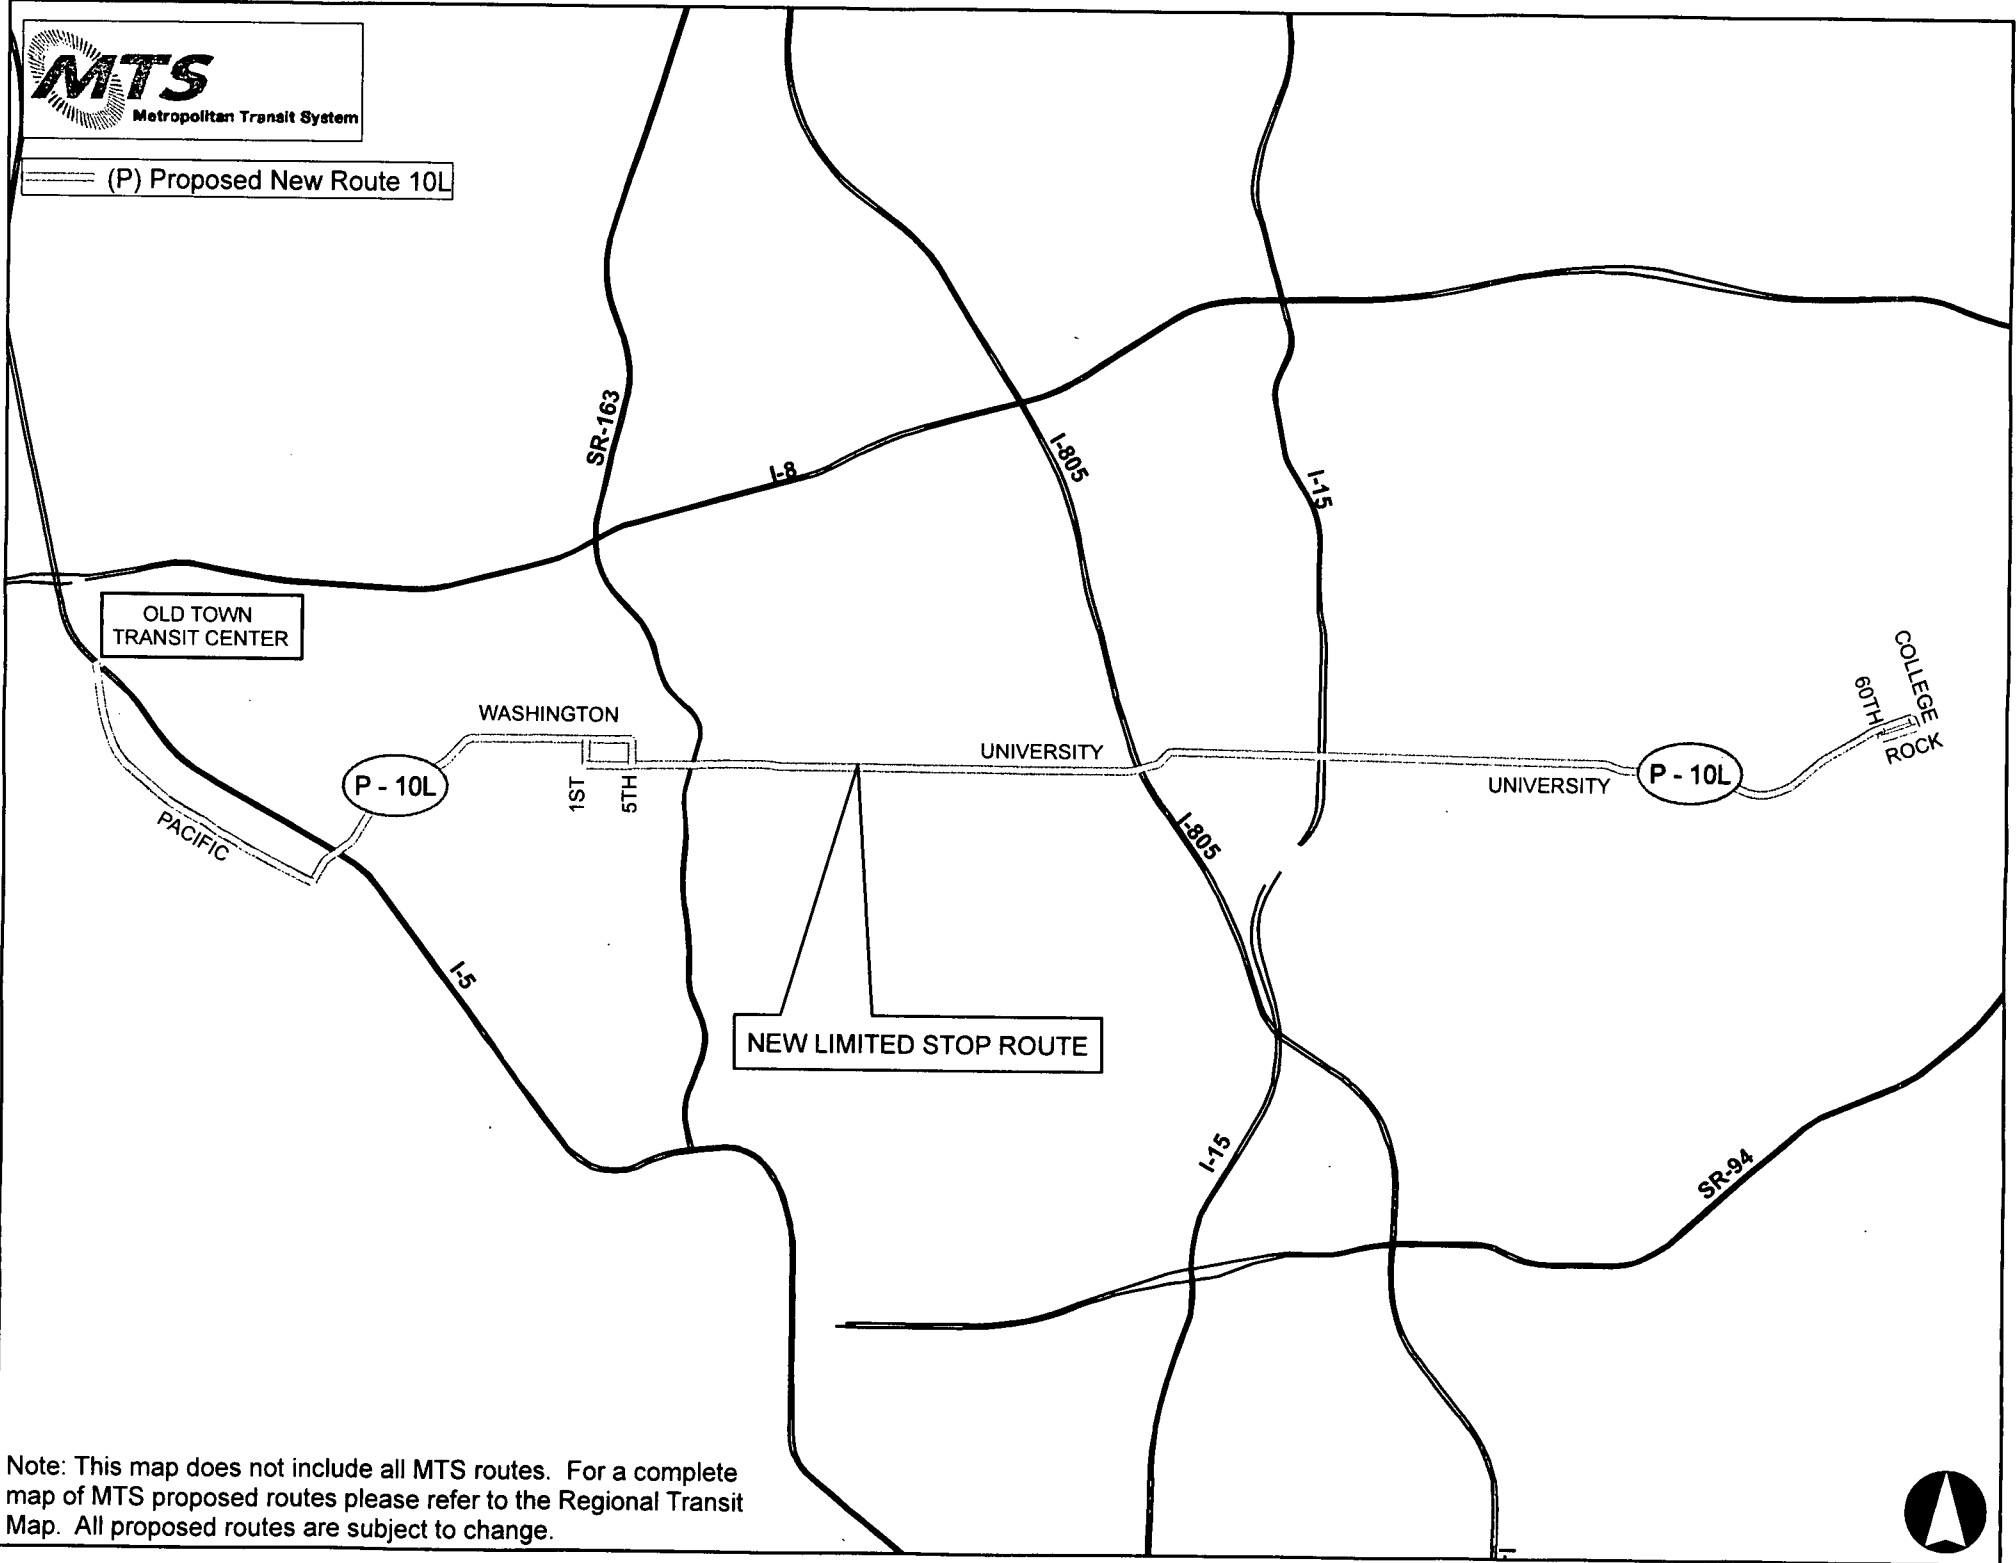 MTS
Metropolitan Transit System
(P) Proposed New Route 10L
SR-163
I-8
I-805
I-15
OLD TOWN
TRANSIT CENTER
WASHINGTON
UNIVERSITY
COLLEGE
60TH
ROCK
P - 10L
1ST
5TH
P - 10L
UNIVERSITY
PACIFIC
I-805
I-5
NEW LIMITED STOP ROUTE
I-15
SR-94
Note: This map does not include all MTS routes. For a complete
map of MTS proposed routes please refer to the Regional Transit
Map. All proposed routes are subject to change.